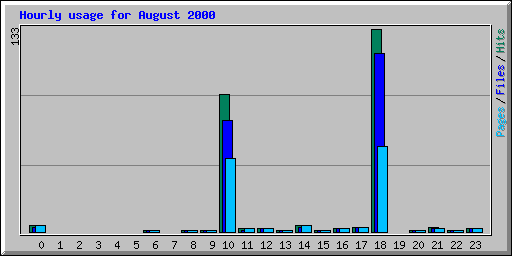 Hourly usage for August 2000
133
Pages / Files / Hits
0 1 2 3 4 5 6 7 8 9 10 11 12 13 14 15 16 17 18 19 20 21 22 23